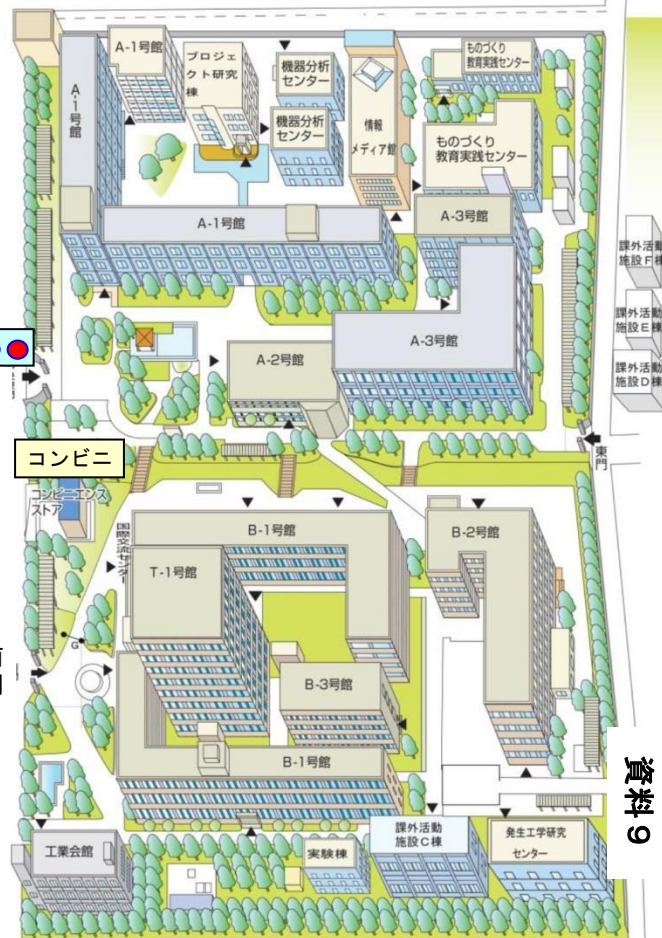 A-1号館
A-1号館
プロジェ
クト研究
棟
機器分析
センター
機器分析
センター
情報
メディア館
ものづくり
教育実践センター
ものづくり
教育実践センター
A-1号館
A-3号館
A-3号館
A-2号館
課外活動
施設F棟
課外活動
施設E棟
課外活動
施設D棟
東門
コンビニ
コンビニエンス
ストア
国際交流センター
B-1号館
T-1号館
B-2号館
G
B-3号館
B-1号館
工業会館
実験棟
課外活動
施設C棟
発生工学研究
センター
資料9